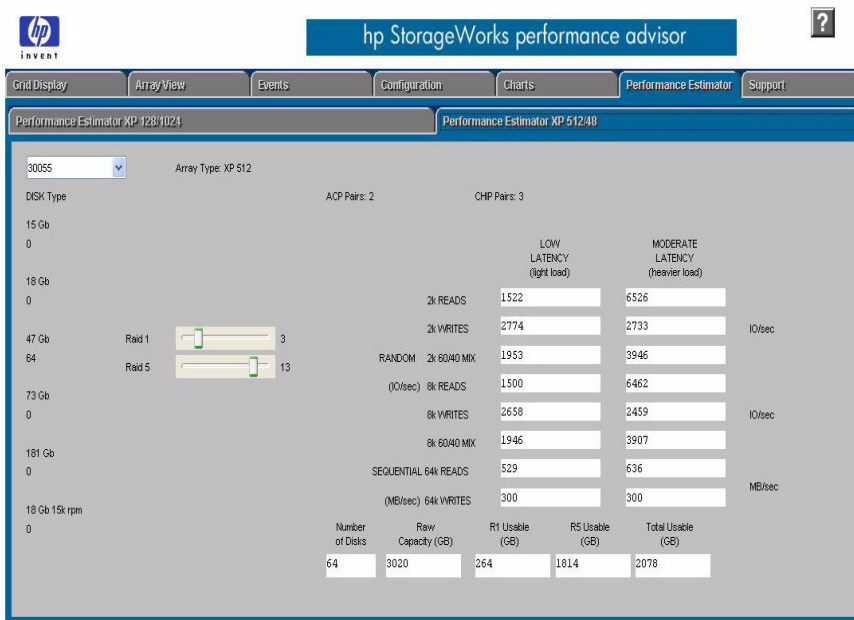 hp
invent
hp StorageWorks performance advisor
?
Grid Display Array View Events Configuration Charts Performance Estimator Support
Performance Estimator XP 128/1024 Performance Estimator XP 512/48
30055 Array Type: XP 512
DISK Type ACP Pairs: 2 CHIP Pairs: 3
15 Gb
0
18 Gb
0
47 Gb
64
73 Gb
0
181 Gb
0
18 Gb 15k rpm
0
Raid 1 3
Raid 5 13
LOW LATENCY (light load) MODERATE LATENCY (heavier load)
2k READS 1522 6526
2k WRITES 2774 2733 IO/sec
RANDOM 2k 60/40 MIX 1953 3946
(IO/sec) 8k READS 1500 6462
8k WRITES 2658 2459 IO/sec
8k 60/40 MIX 1946 3907
SEQUENTIAL 64k READS 529 636
MB/sec
(MB/sec) 64k WRITES 300 300
Number of Disks Raw Capacity (GB) R1 Usable (GB) R5 Usable (GB) Total Usable (GB)
64 3020 264 1814 2078